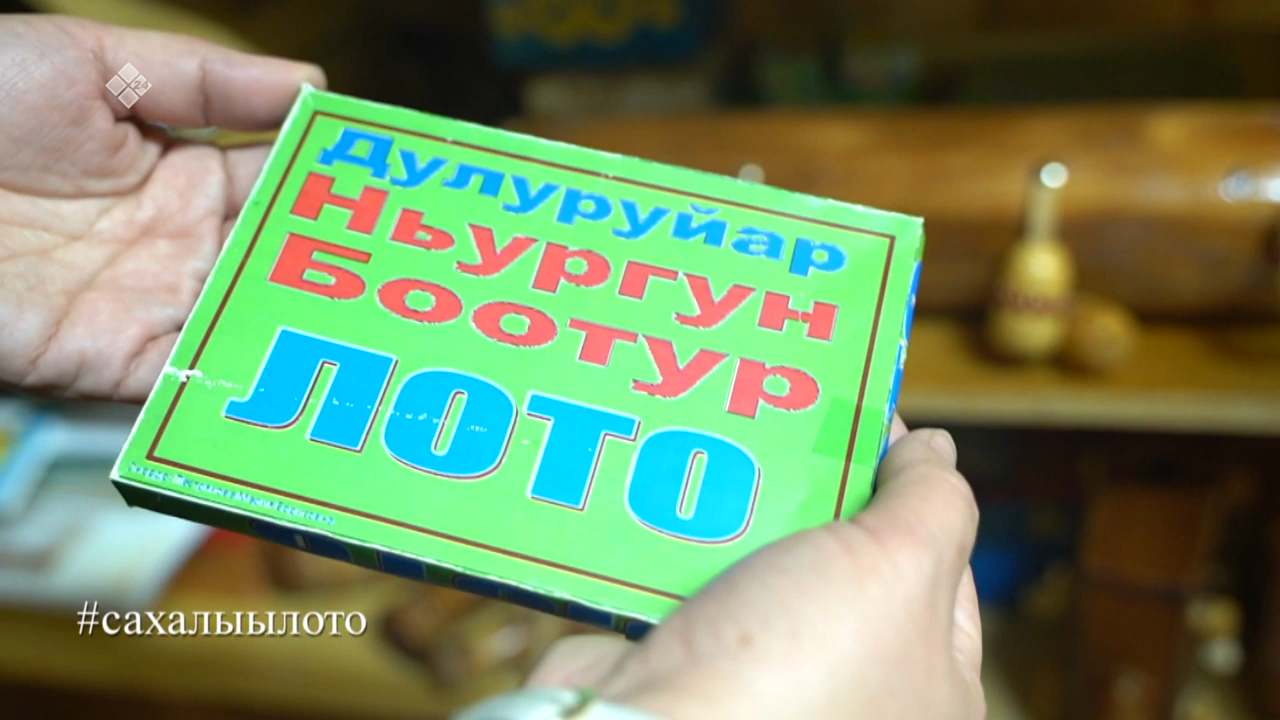 Дулуруйар
Ньургун
Боотур
ЛОТО
#сахалыылото